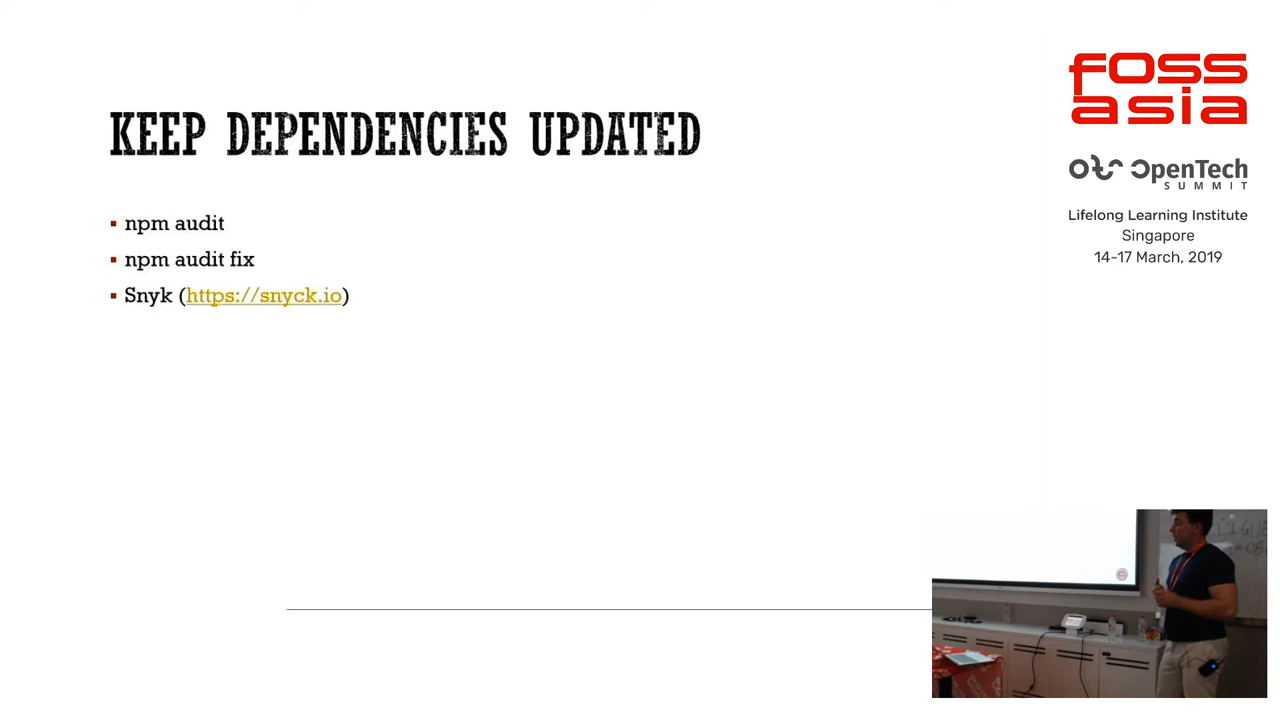 KEEP DEPENDENCIES UPDATED
▪ npm audit
▪ npm audit fix
▪ Snyk (https://snyck.io)
foss
asia
OpenTech
SUMMIT
Lifelong Learning Institute
Singapore
14-17 March, 2019